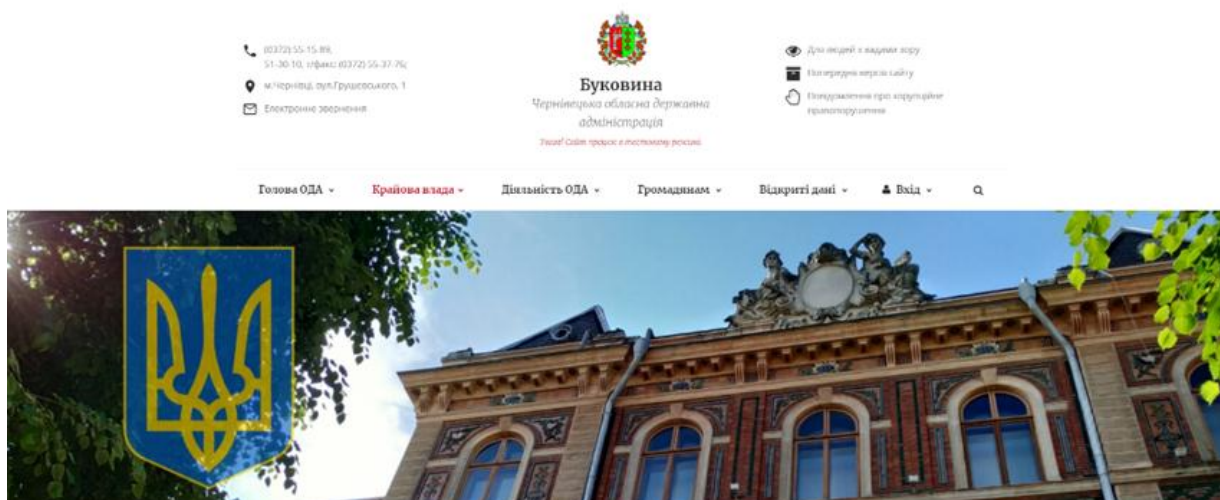 (0372) 55-15-89,
51-30-10, т/факс: (0372) 55-37-76;
м.Чернівці, вул.Грушевського, 1
Електронне звернення
Буковина
Чернівецька обласна державна
адміністрація
Увага! Сайт працює в тестовому режимі
Для людей з вадами зору
Попередня версія сайту
Повідомлення про корупційне
правопорушення
Голова ОДА
Крайова влада
Діяльність ОДА
Громадянам
Відкриті дані
Вхід